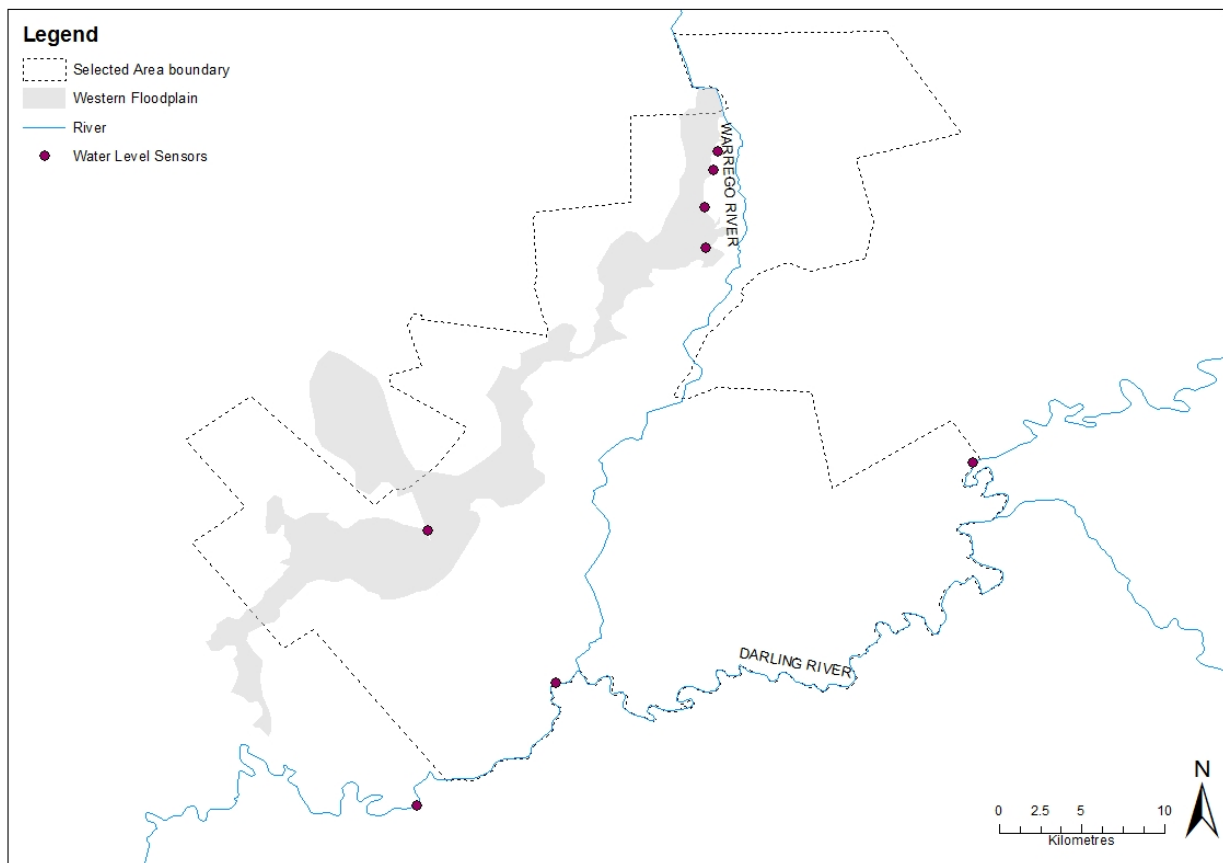 Legend
Selected Area boundary
Western Floodplain
River
Water Level Sensors
WARREGO RIVER
DARLING RIVER
N
0 2.5 5 10
Kilometres